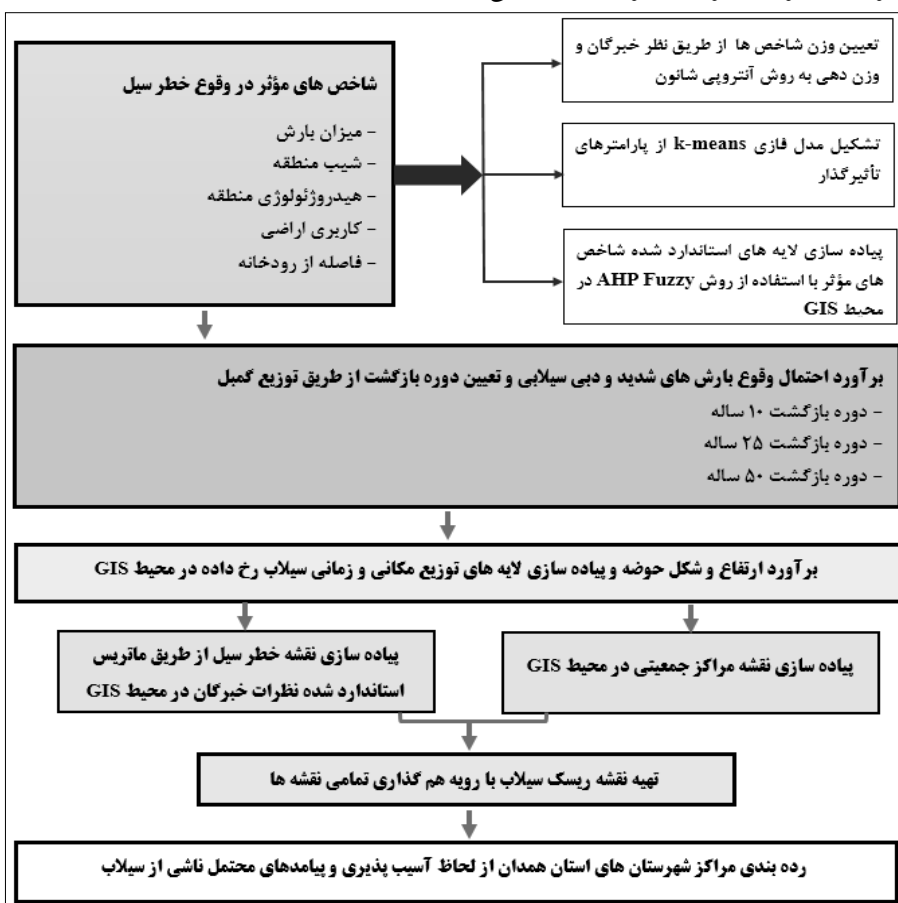 شاخص های مؤثر در وقوع خطر سیل
- میزان بارش
- شیب منطقه
- هیدروژئولوژی منطقه
- کاربری اراضی
- فاصله از رودخانه
تعیین وزن شاخص ها از طریق نظر خبرگان و
وزن دهی به روش آنتروپی شانون
تشکیل مدل فازی k-means از پارامترهای
تأثیرگذار
پیاده سازی لایه های استاندارد شده شاخص
های مؤثر با استفاده از روش AHP Fuzzy در
محیط GIS
برآورد احتمال وقوع بارش های شدید و دبی سیلابی و تعیین دوره بازگشت از طریق توزیع گمبل
- دوره بازگشت ۱۰ ساله
- دوره بازگشت ۲۵ ساله
- دوره بازگشت ۵۰ ساله
برآورد ارتفاع و شکل حوضه و پیاده سازی لایه های توزیع مکانی و زمانی سیلاب رخ داده در محیط GIS
پیاده سازی نقشه مراکز جمعیتی در محیط GIS
پیاده سازی نقشه خطر سیل از طریق ماتریس
استاندارد شده نظرات خبرگان در محیط GIS
تهیه نقشه ریسک سیلاب با رویه هم گذاری تمامی نقشه ها
رده بندی مراکز شهرستان های استان همدان از لحاظ آسیب پذیری و پیامدهای محتمل ناشی از سیلاب